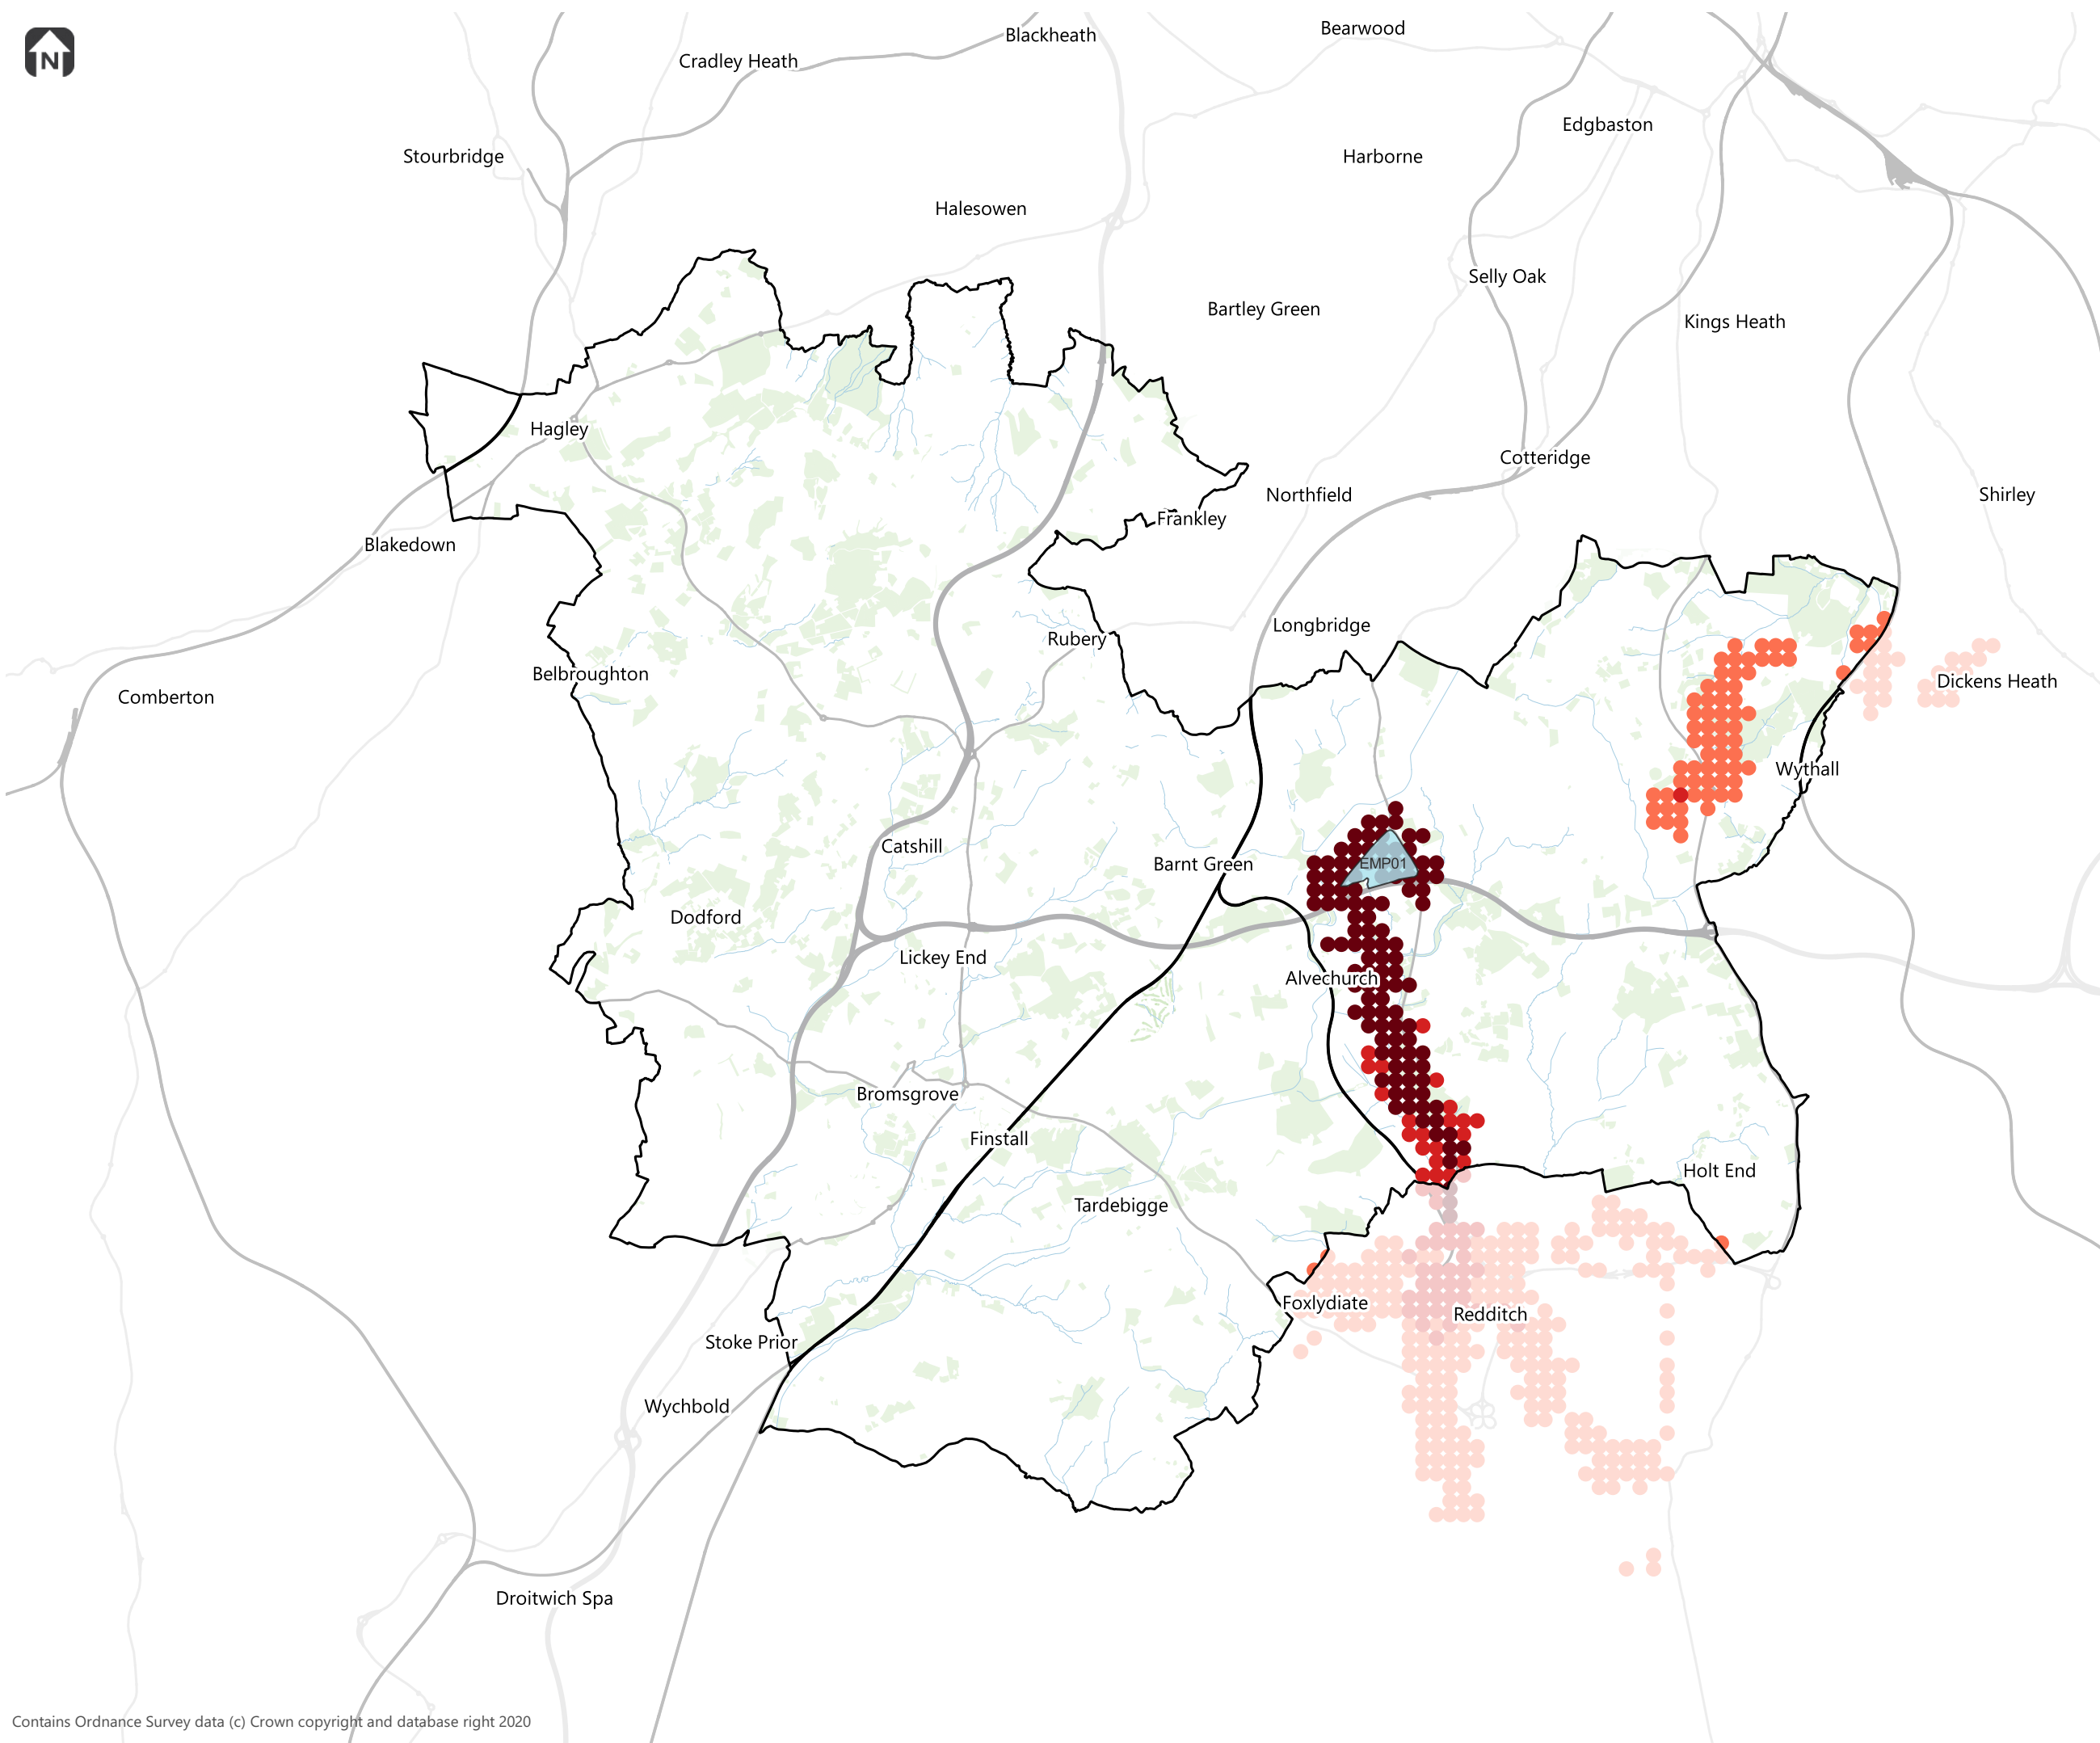 Blackheath
Bearwood
Cradley Heath
Edgbaston
Stourbridge
Harborne
Halesowen
Selly Oak
Bartley Green
Kings Heath
Hagley
Cotteridge
Northfield
Shirley
Frankley
Blakedown
Longbridge
Rubery
Belbroughton
Dickens Heath
Comberton
Wythall
Catshill
Barnt Green
EMP01
Dodford
Lickey End
Alvechurch
Bromsgrove
Finstall
Holt End
Tardebigge
Foxlydiate
Redditch
Stoke Prior
Wychbold
Droitwich Spa
Contains Ordnance Survey data (c) Crown copyright and database right 2020
N